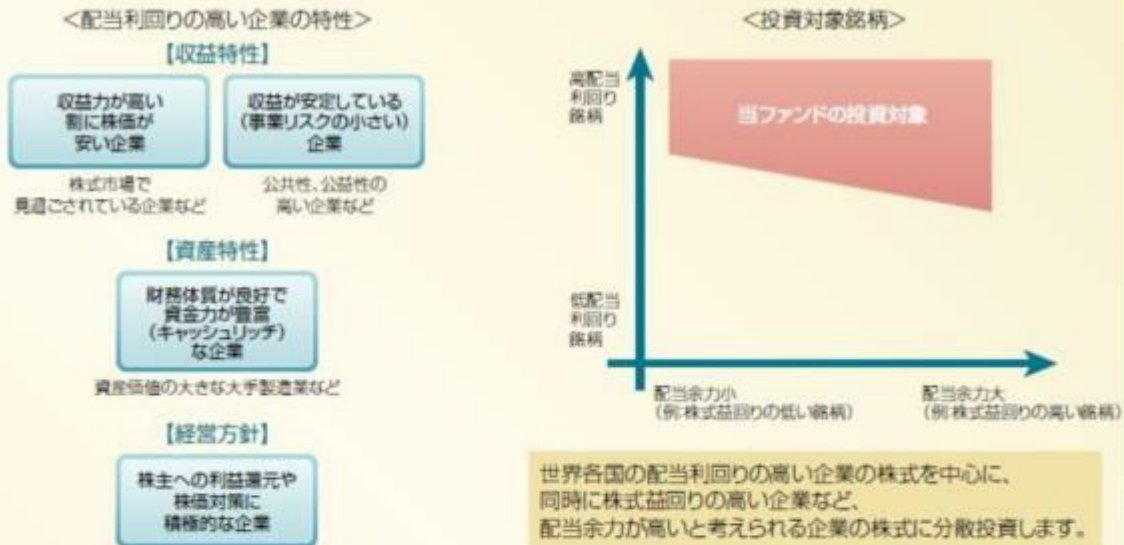 ＜配当利回りの高い企業の特性＞
【収益特性】
収益力が高い
割に株価が
安い企業
株式市場で
見過ごされている企業など
収益が安定している
（事業リスクの小さい）
企業
公共性、公益性の
高い企業など
【資産特性】
財務体質が良好で
資金力が豊富
（キャッシュリッチ）
な企業
資産価値の大きな大手製造業など
【経営方針】
株主への利益還元や
株価対策に
積極的な企業
＜投資対象銘柄＞
高配当
利回り
銘柄
当ファンドの投資対象
低配当
利回り
銘柄
配当余力小
（例:株式益回りの低い銘柄）
配当余力大
（例:株式益回りの高い銘柄）
世界各国の配当利回りの高い企業の株式を中心に、
同時に株式益回りの高い企業など、
配当余力が高いと考えられる企業の株式に分散投資します。